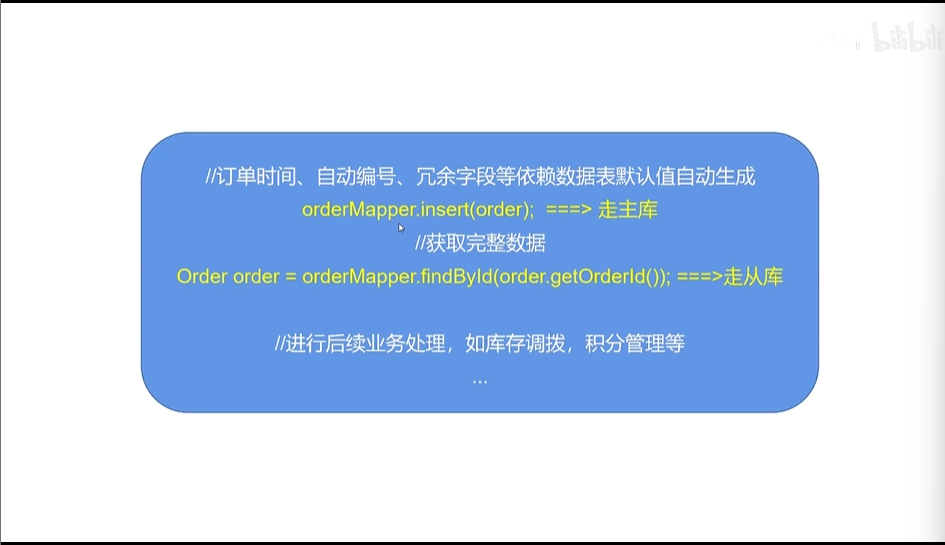 bilibili
//订单时间、自动编号、冗余字段等依赖数据表默认值自动生成
orderMapper.insert(order);  ===> 走主库
//获取完整数据
Order order = orderMapper.findById(order.getOrderId()); ===>走从库
//进行后续业务处理，如库存调拨，积分管理等
...